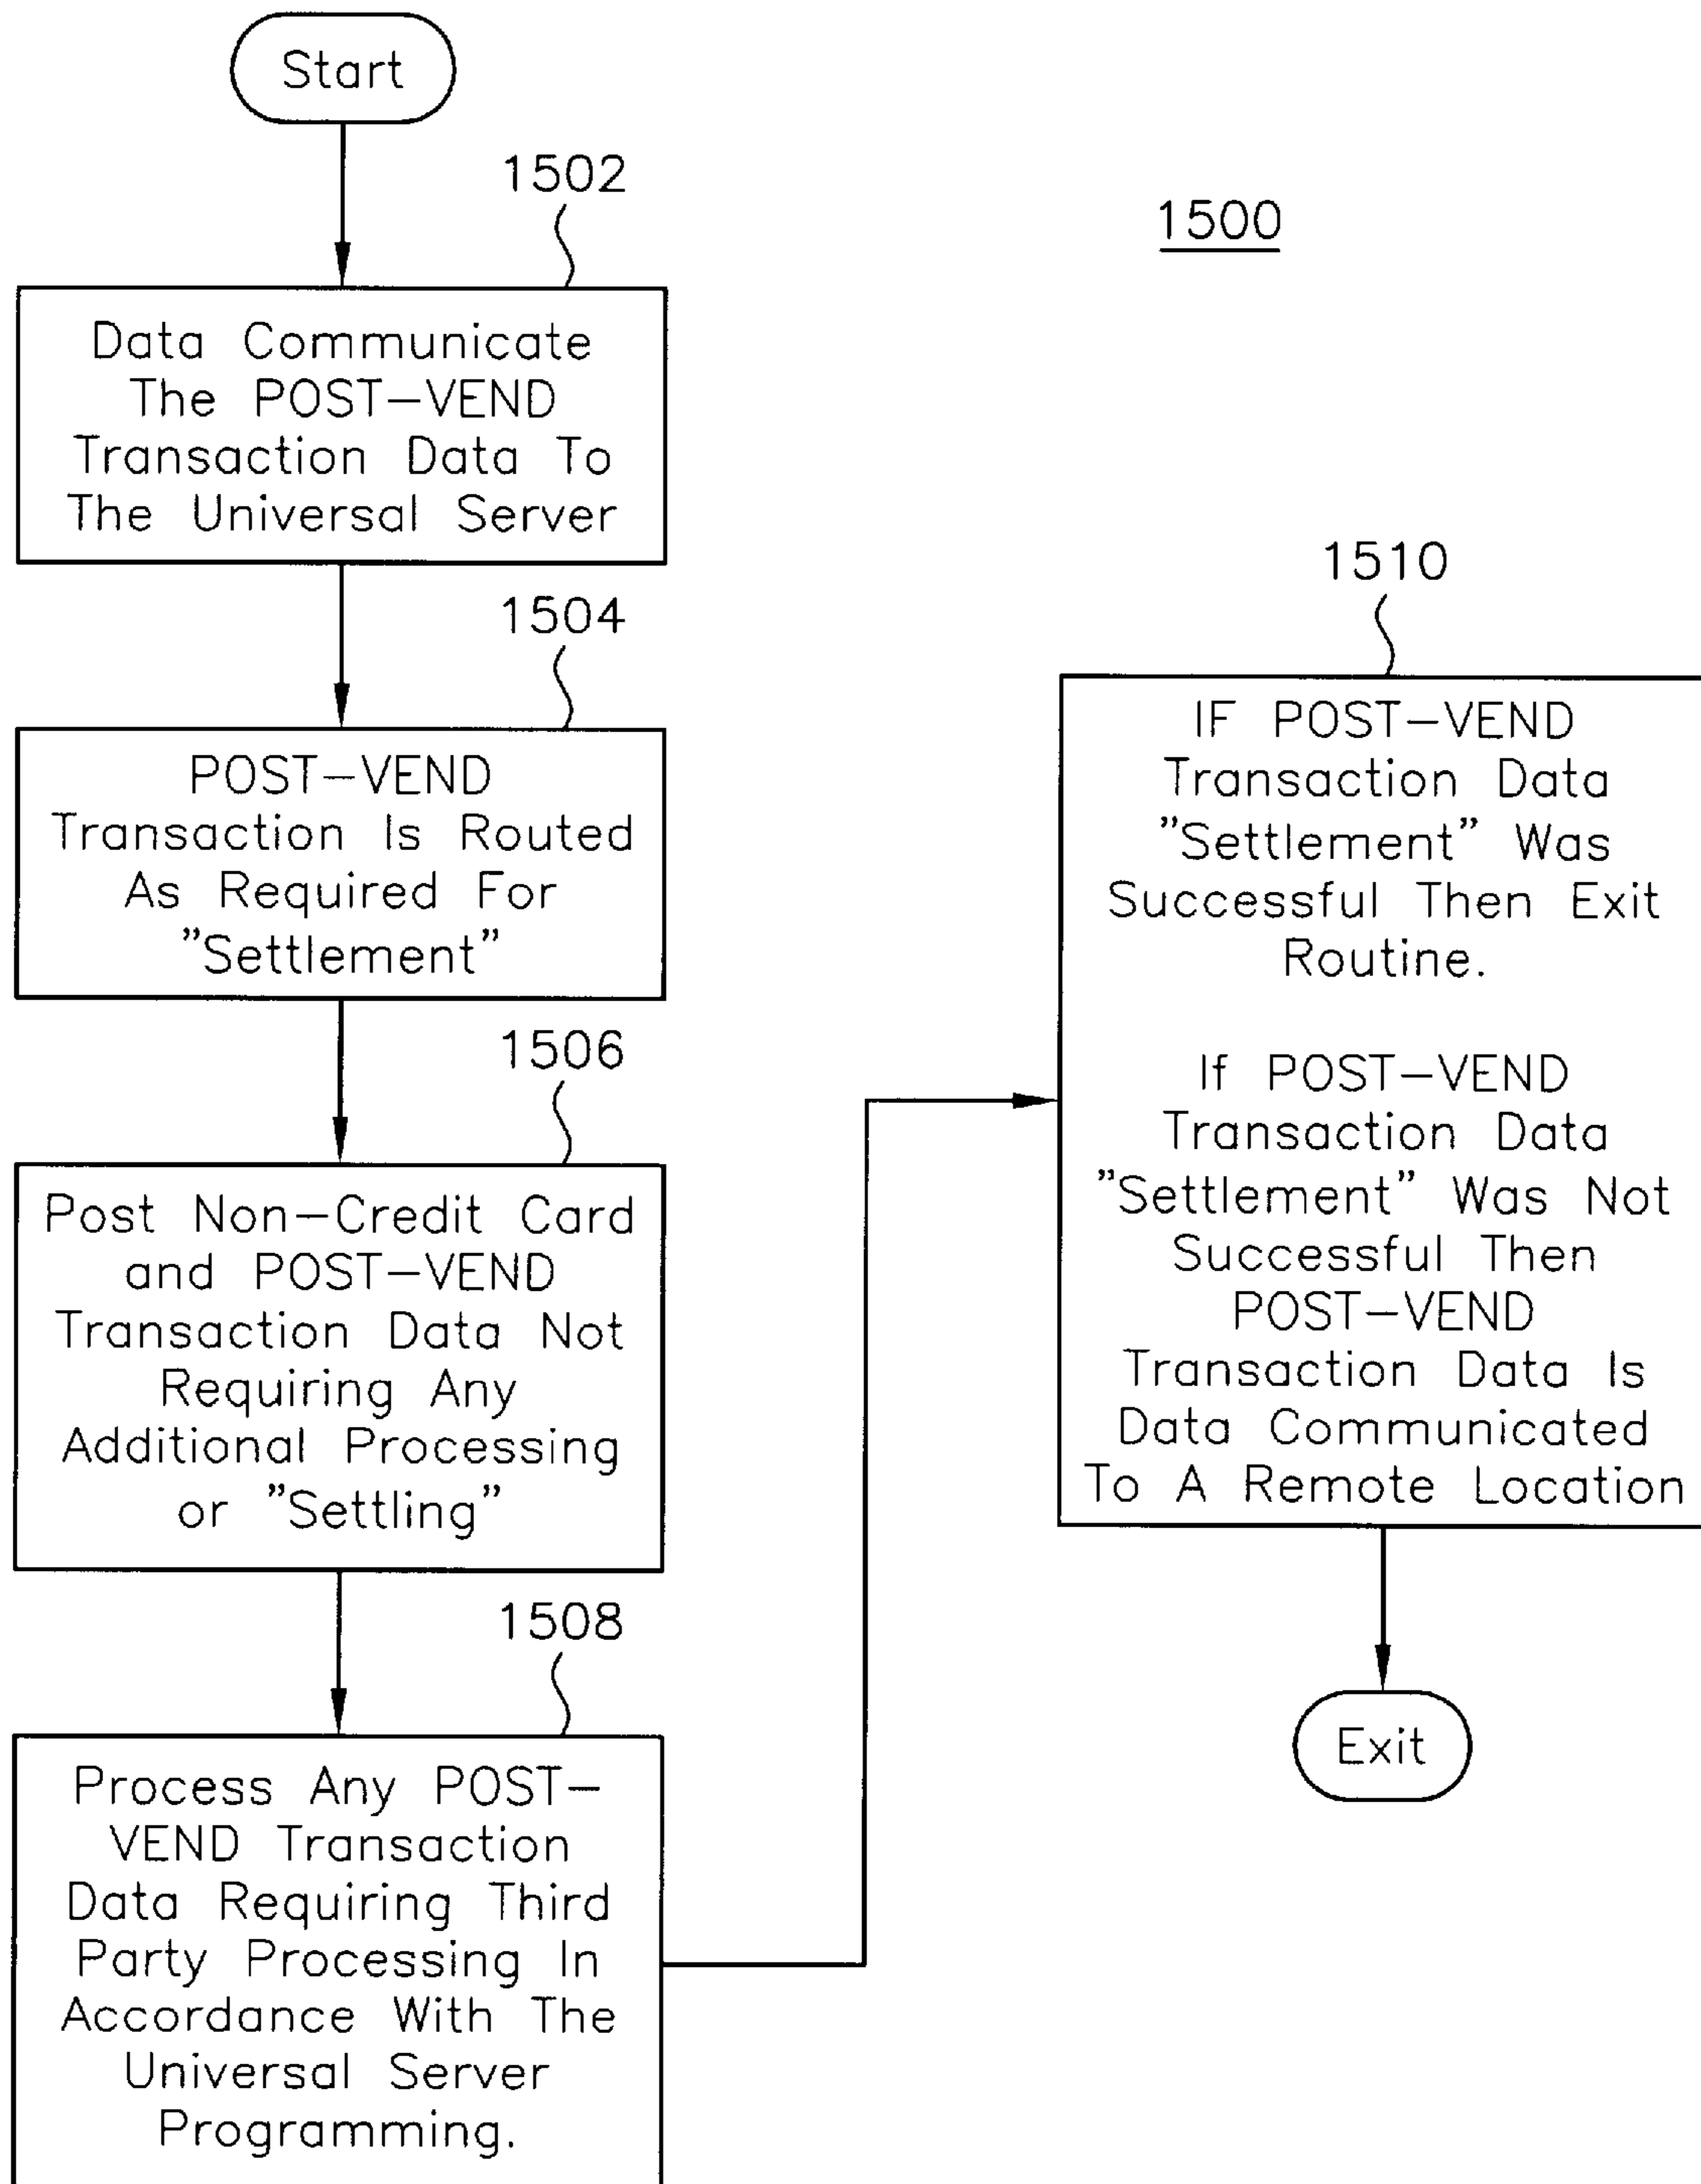 Start
1502
1500
Data Communicate
The POST-VEND
Transaction Data To
The Universal Server
1504
POST-VEND
Transaction Is Routed
As Required For
"Settlement"
1506
Post Non-Credit Card
and POST-VEND
Transaction Data Not
Requiring Any
Additional Processing
or "Settling"
1508
Process Any POST-
VEND Transaction
Data Requiring Third
Party Processing In
Accordance With The
Universal Server
Programming.
1510
IF POST-VEND
Transaction Data
"Settlement" Was
Successful Then Exit
Routine.
If POST-VEND
Transaction Data
"Settlement" Was Not
Successful Then
POST-VEND
Transaction Data Is
Data Communicated
To A Remote Location
Exit